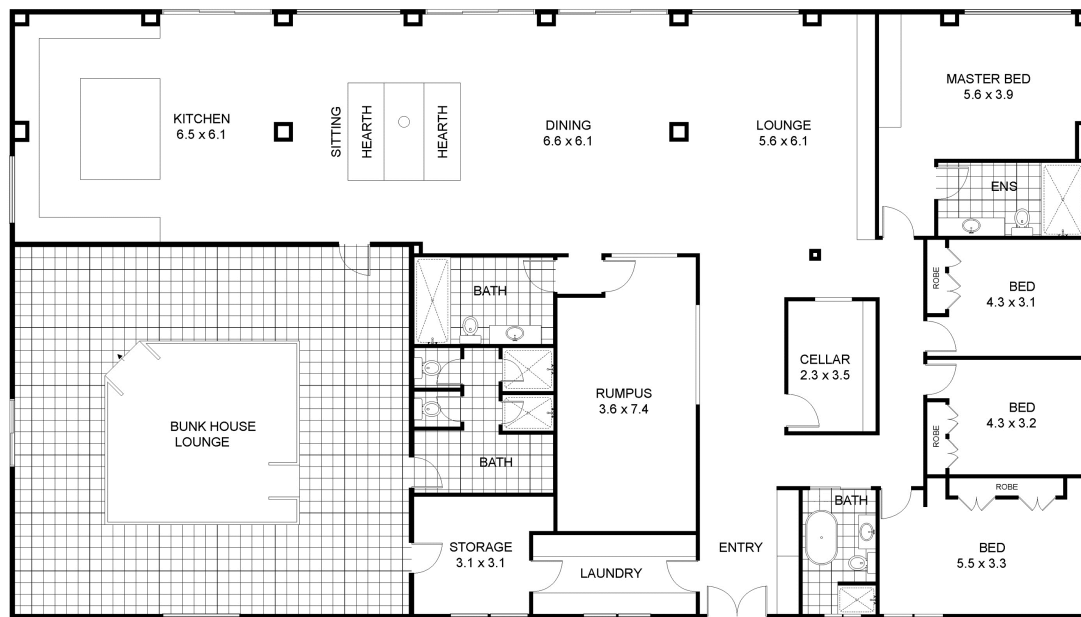 KITCHEN
6.5 x 6.1
SITTING
HEARTH
HEARTH
DINING
6.6 x 6.1
LOUNGE
5.6 x 6.1
MASTER BED
5.6 x 3.9
ENS
BATH
ROBE
BED
4.3 x 3.1
CELLAR
2.3 x 3.5
RUMPUS
3.6 x 7.4
BUNK HOUSE
LOUNGE
BED
4.3 x 3.2
ROBE
BATH
ROBE
BATH
STORAGE
3.1 x 3.1
LAUNDRY
ENTRY
BED
5.5 x 3.3